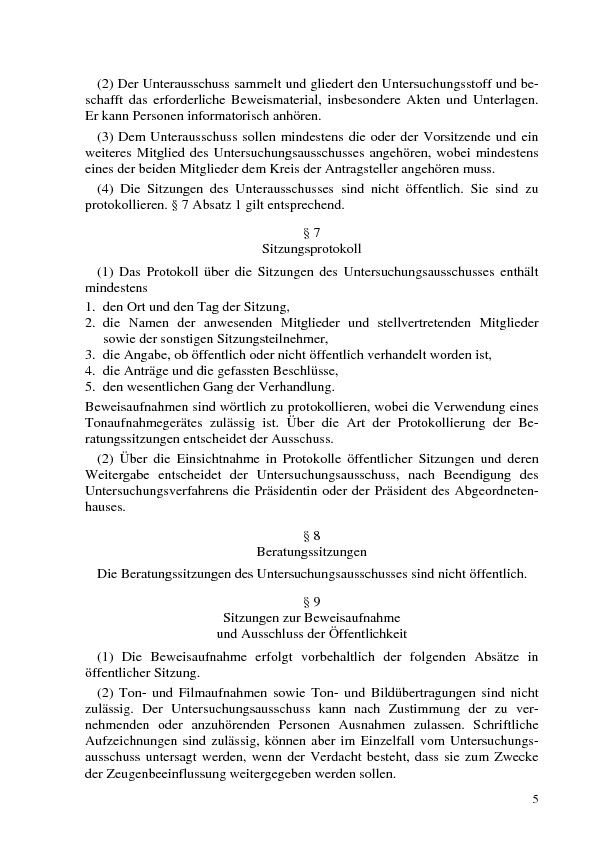 (2) Der Unterausschuss sammelt und gliedert den Untersuchungsstoff und be-
schafft das erforderliche Beweismaterial, insbesondere Akten und Unterlagen.
Er kann Personen informatorisch anhören.
(3) Dem Unterausschuss sollen mindestens die oder der Vorsitzende und ein
weiteres Mitglied des Untersuchungsausschusses angehören, wobei mindestens
eines der beiden Mitglieder dem Kreis der Antragsteller angehören muss.
(4) Die Sitzungen des Unterausschusses sind nicht öffentlich. Sie sind zu
protokollieren. § 7 Absatz 1 gilt entsprechend.
§ 7
Sitzungsprotokoll
(1) Das Protokoll über die Sitzungen des Untersuchungsausschusses enthält
mindestens
1. den Ort und den Tag der Sitzung,
2. die Namen der anwesenden Mitglieder und stellvertretenden Mitglieder
sowie der sonstigen Sitzungsteilnehmer,
3. die Angabe, ob öffentlich oder nicht öffentlich verhandelt worden ist,
4. die Anträge und die gefassten Beschlüsse,
5. den wesentlichen Gang der Verhandlung.
Beweisaufnahmen sind wörtlich zu protokollieren, wobei die Verwendung eines
Tonaufnahmegerätes zulässig ist. Über die Art der Protokollierung der Be-
ratungssitzungen entscheidet der Ausschuss.
(2) Über die Einsichtnahme in Protokolle öffentlicher Sitzungen und deren
Weitergabe entscheidet der Untersuchungsausschuss, nach Beendigung des
Untersuchungsverfahrens die Präsidentin oder der Präsident des Abgeordneten-
hauses.
§ 8
Beratungssitzungen
Die Beratungssitzungen des Untersuchungsausschusses sind nicht öffentlich.
§ 9
Sitzungen zur Beweisaufnahme
und Ausschluss der Öffentlichkeit
(1) Die Beweisaufnahme erfolgt vorbehaltlich der folgenden Absätze in
öffentlicher Sitzung.
(2) Ton- und Filmaufnahmen sowie Ton- und Bildübertragungen sind nicht
zulässig. Der Untersuchungsausschuss kann nach Zustimmung der zu ver-
nehmenden oder anzuhörenden Personen Ausnahmen zulassen. Schriftliche
Aufzeichnungen sind zulässig, können aber im Einzelfall vom Untersuchungs-
ausschuss untersagt werden, wenn der Verdacht besteht, dass sie zum Zwecke
der Zeugenbeeinflussung weitergegeben werden sollen.
5